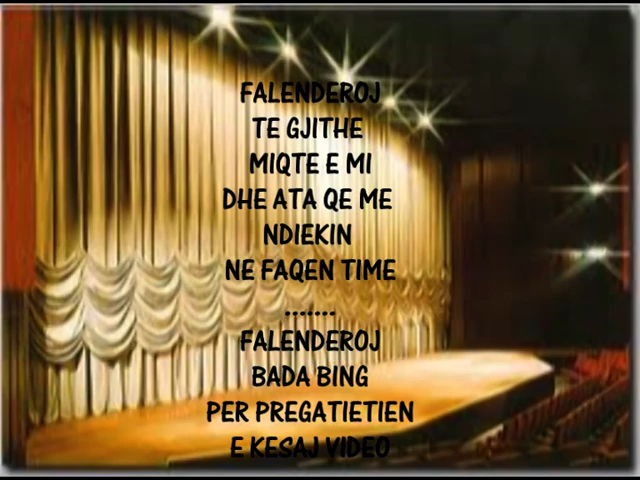 FALENDEROJ
TE GJITHE
MIQTE E MI
DHE ATA QE ME
NDIEKIN
NE FAQEN TIME
.......
FALENDEROJ
BADA BING
PER PREGATIETIEN
E KESAJ VIDEO